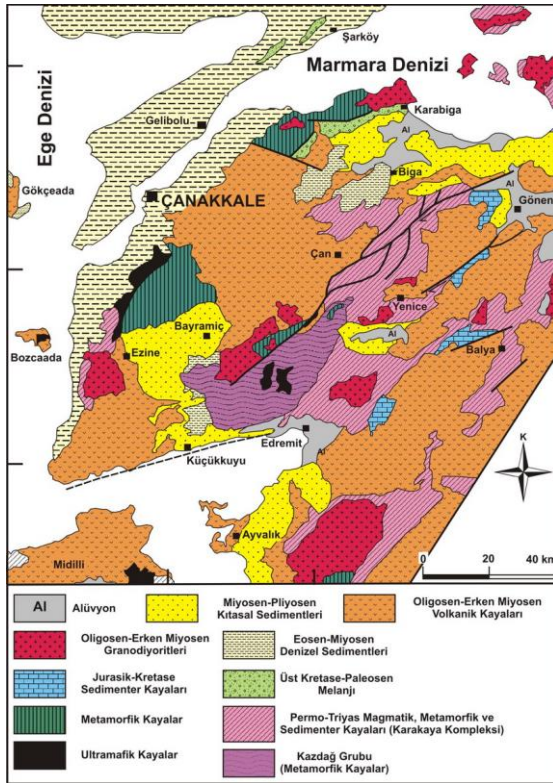 Şarköy
Marmara Denizi
Ege Denizi
Karabiga
Gelibolu
Al
Biga
Al
Gökçeada
ÇANAKKALE
Gönen
Çan
Yenice
Bayramiç
Bozcaada
Ezine
Al
Balya
Edremit
Al
Küçükkuyu
K
Ayvalık
Midilli
0 20 40 km
Al Alüvyon
Miyosen-Pliyosen
Kıtasal Sedimentleri
Oligosen-Erken Miyosen
Volkanik Kayaları
Oligosen-Erken Miyosen
Granodiyoritleri
Eosen-Miyosen
Denizel Sedimentleri
Jurasik-Kretase
Sedimenter Kayaları
Üst Kretase-Paleosen
Melanjı
Metamorfik Kayalar
Permo-Triyas Magmatik, Metamorfik ve
Sedimenter Kayaları (Karakaya Kompleksi)
Ultramafik Kayalar
Kazdağ Grubu
(Metamorfik Kayalar)